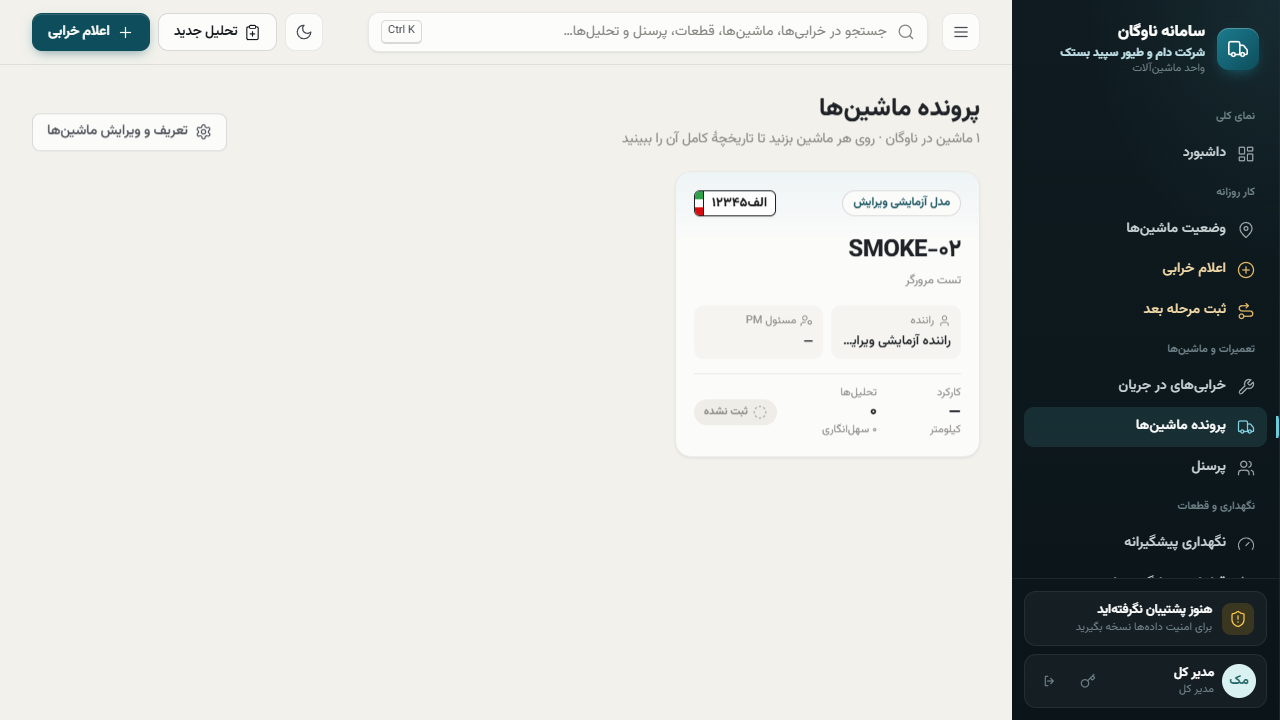 سامانه ناوگان
شرکت دام و طیور سپید بستک
واحد ماشین‌آلات
نمای کلی
داشبورد
کار روزانه
وضعیت ماشین‌ها
اعلام خرابی
ثبت مرحله بعد
تعمیرات و ماشین‌ها
خرابی‌های در جریان
پرونده ماشین‌ها
پرسنل
نگهداری و قطعات
نگهداری پیشگیرانه
هنوز پشتیبان نگرفته‌اید
برای امنیت داده‌ها نسخه بگیرید
مک
مدیر کل
مدیر کل
جستجو در خرابی‌ها، ماشین‌ها، قطعات، پرسنل و تحلیل‌ها...
Ctrl K
تحلیل جدید
اعلام خرابی
پرونده ماشین‌ها
۱ ماشین در ناوگان · روی هر ماشین بزنید تا تاریخچهٔ کامل آن را ببینید
تعریف و ویرایش ماشین‌ها
مدل آزمایشی ویرایش
۱۲۳۴۵الف
SMOKE-۰۲
تست مرورگر
راننده
راننده آزمایشی ویرای...
مسئول PM
—
کارکرد
—
کیلومتر
تحلیل‌ها
۰
۰ سهل‌انگاری
ثبت نشده